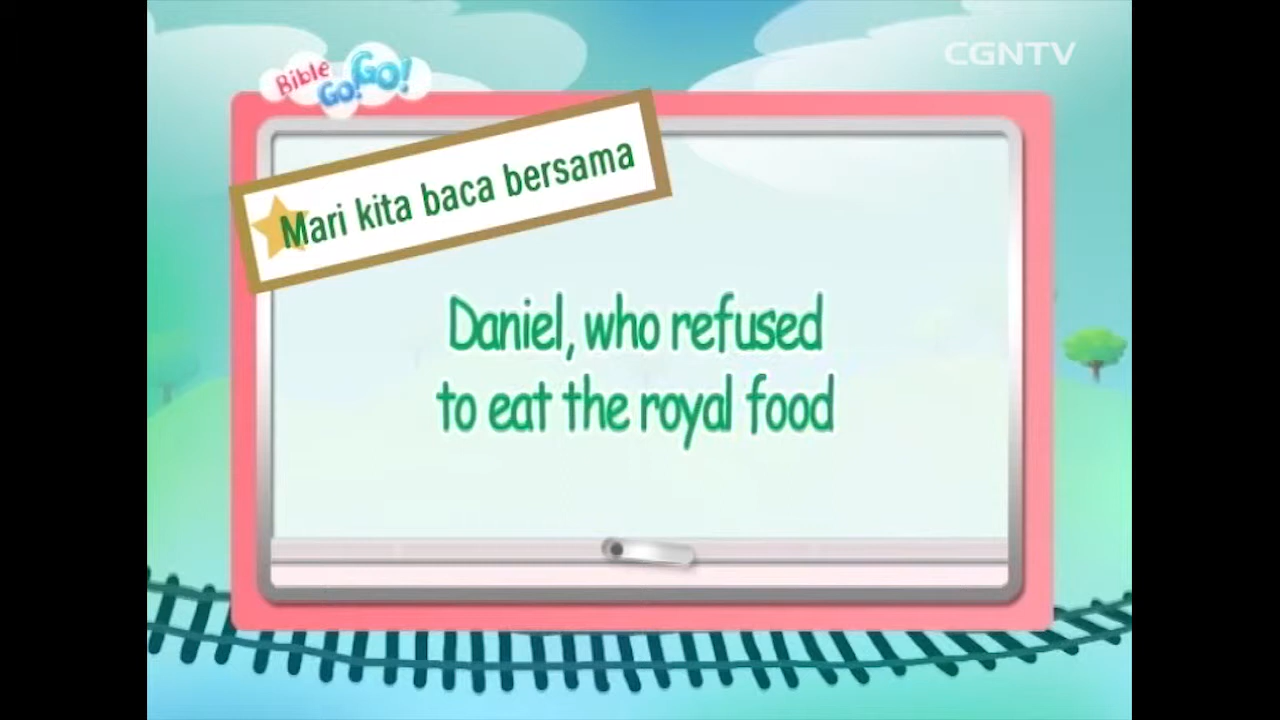 CGNTV
Bible
GO! GO!
Mari kita baca bersama
Daniel, who refused
to eat the royal food